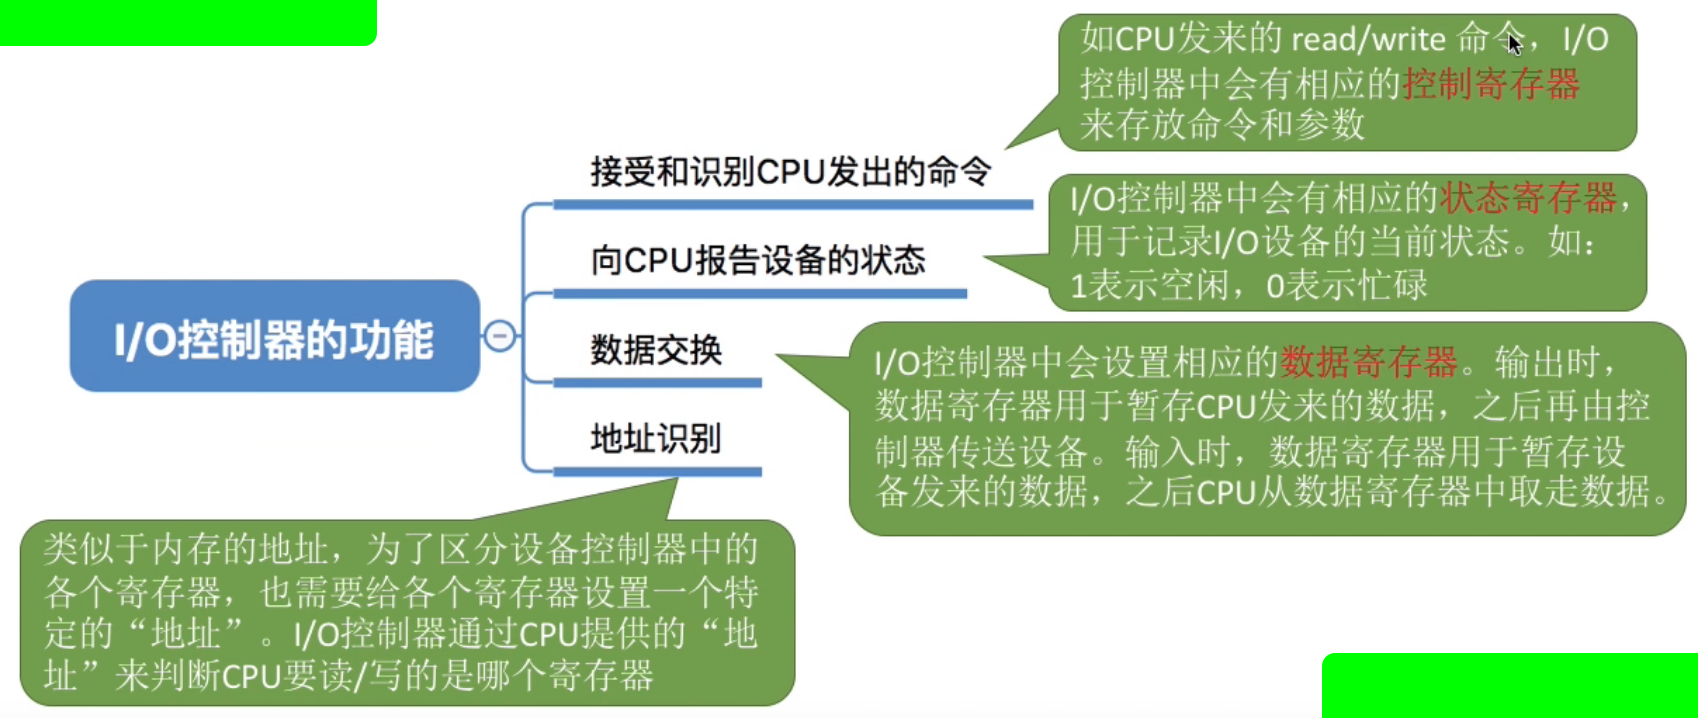 如CPU发来的 read/write 命令，I/O
控制器中会有相应的控制寄存器
来存放命令和参数
接受和识别CPU发出的命令
I/O控制器中会有相应的状态寄存器，
用于记录I/O设备的当前状态。如：
1表示空闲，0表示忙碌
向CPU报告设备的状态
I/O控制器的功能
数据交换
I/O控制器中会设置相应的数据寄存器。输出时，
数据寄存器用于暂存CPU发来的数据，之后再由控
制器传送设备。输入时，数据寄存器用于暂存设
备发来的数据，之后CPU从数据寄存器中取走数据。
地址识别
类似于内存的地址，为了区分设备控制器中的
各个寄存器，也需要给各个寄存器设置一个特
定的“地址”。I/O控制器通过CPU提供的“地
址”来判断CPU要读/写的是哪个寄存器